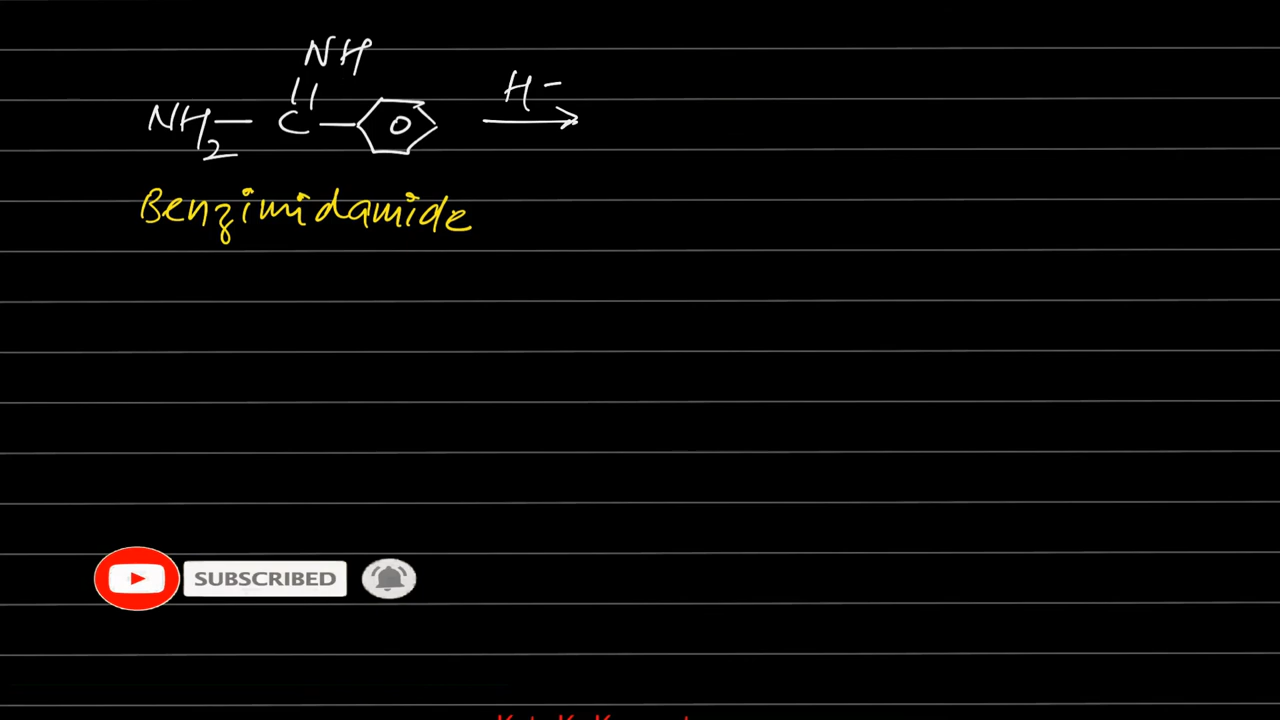 NH
||
NH2 — C — H-
Benzimidamide
SUBSCRIBED